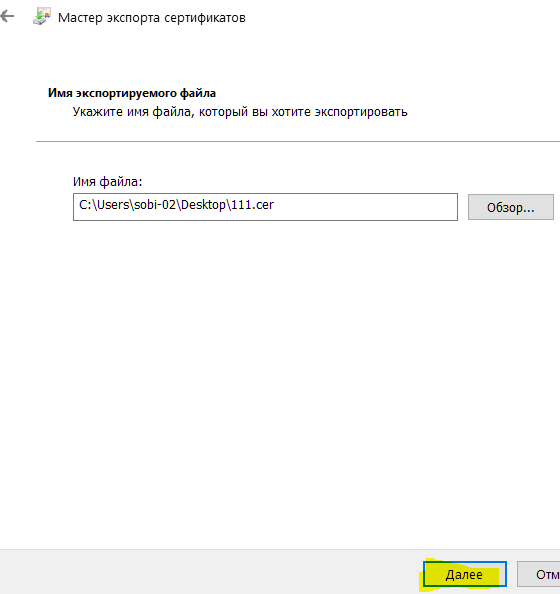 Мастер экспорта сертификатов
Имя экспортируемого файла
Укажите имя файла, который вы хотите экспортировать
Имя файла:
C:\Users\sobi-02\Desktop\111.cer
Обзор...
Далее
Отм